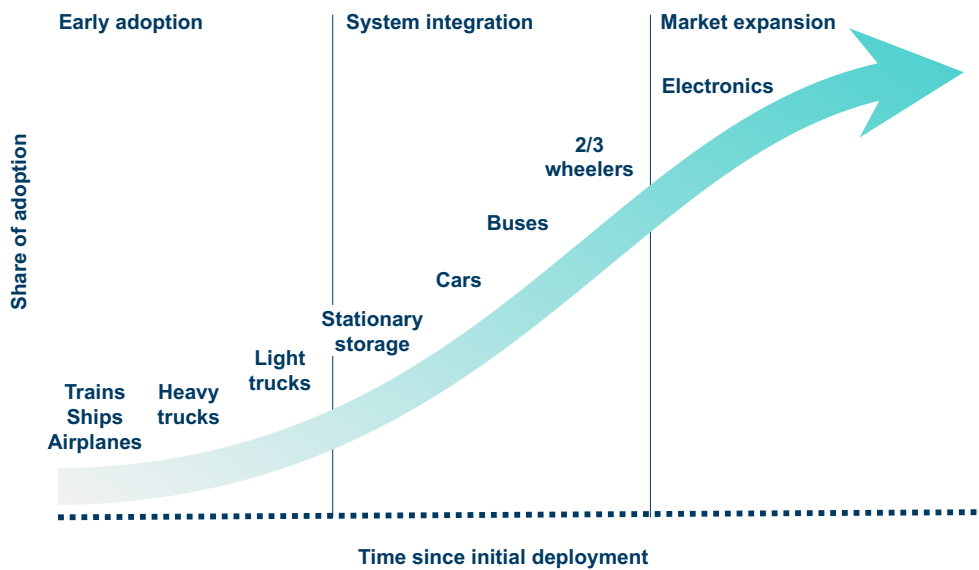 Early adoption
System integration
Market expansion
Electronics
2/3
wheelers
Buses
Cars
Stationary
storage
Light
trucks
Heavy
trucks
Trains
Ships
Airplanes
Share of adoption
Time since initial deployment